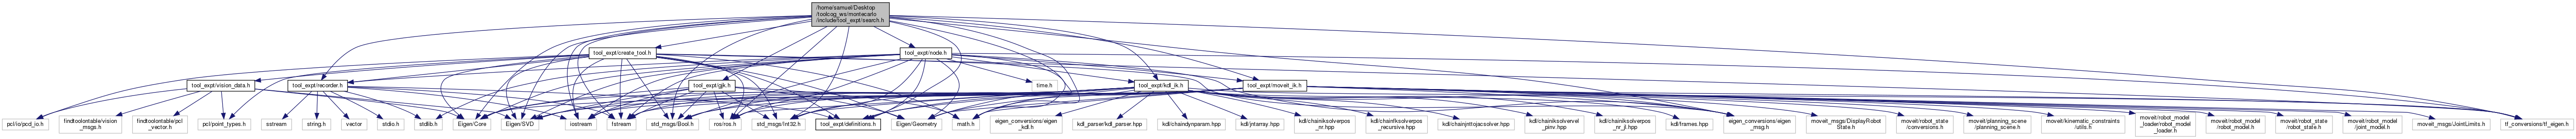 /home/samuel/Desktop
/toolcog_ws/montecarlo
/include/tool_expt/search.h
tool_expt/create_tool.h
tool_expt/node.h
tool_expt/vision_data.h
tool_expt/recorder.h
tool_expt/gjk.h
time.h
tool_expt/kdl_ik.h
tool_expt/moveit_ik.h
pcl/io/pcd_io.h
findtoolontable/vision
_msgs.h
findtoolontable/pcl
_vector.h
pcl/point_types.h
sstream
string.h
vector
stdio.h
stdlib.h
Eigen/Core
Eigen/SVD
iostream
fstream
std_msgs/Bool.h
ros/ros.h
std_msgs/Int32.h
tool_expt/definitions.h
Eigen/Geometry
math.h
eigen_conversions/eigen
_kdl.h
kdl_parser/kdl_parser.hpp
kdl/chaindynparam.hpp
kdl/jntarray.hpp
kdl/chainiksolverpos
_nr.hpp
kdl/chainfksolverpos
_recursive.hpp
kdl/chainjnttojacsolver.hpp
kdl/chainiksolvervel
_pinv.hpp
kdl/chainiksolverpos
_nr_jl.hpp
kdl/frames.hpp
eigen_conversions/eigen
_msg.h
moveit_msgs/DisplayRobot
State.h
moveit/robot_state
/conversions.h
moveit/planning_scene
/planning_scene.h
moveit/kinematic_constraints
/utils.h
moveit/robot_model
_loader/robot_model
_loader.h
moveit/robot_model
/robot_model.h
moveit/robot_state
/robot_state.h
moveit/robot_model
/joint_model.h
moveit_msgs/JointLimits.h
tf_conversions/tf_eigen.h